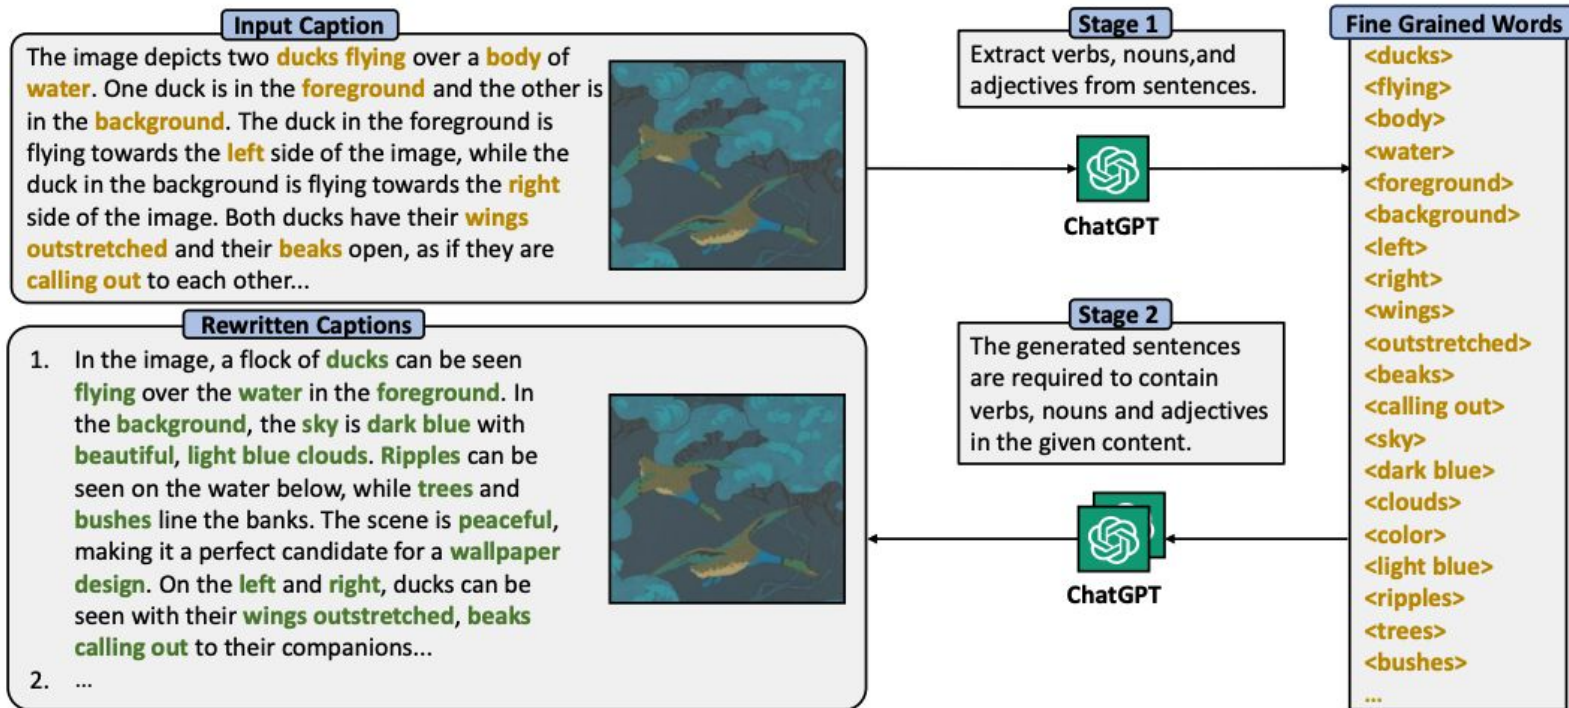 Input Caption
The image depicts two ducks flying over a body of
water. One duck is in the foreground and the other is
in the background. The duck in the foreground is
flying towards the left side of the image, while the
duck in the background is flying towards the right
side of the image. Both ducks have their wings
outstretched and their beaks open, as if they are
calling out to each other...
Stage 1
Extract verbs, nouns,and
adjectives from sentences.
ChatGPT
Fine Grained Words
<ducks>
<flying>
<body>
<water>
<foreground>
<background>
<left>
<right>
<wings>
<outstretched>
<beaks>
<calling out>
<sky>
<dark blue>
<clouds>
<color>
<light blue>
<ripples>
<trees>
<bushes>
...
Stage 2
The generated sentences
are required to contain
verbs, nouns and adjectives
in the given content.
ChatGPT
Rewritten Captions
1. In the image, a flock of ducks can be seen
flying over the water in the foreground. In
the background, the sky is dark blue with
beautiful, light blue clouds. Ripples can be
seen on the water below, while trees and
bushes line the banks. The scene is peaceful,
making it a perfect candidate for a wallpaper
design. On the left and right, ducks can be
seen with their wings outstretched, beaks
calling out to their companions...
2. ...